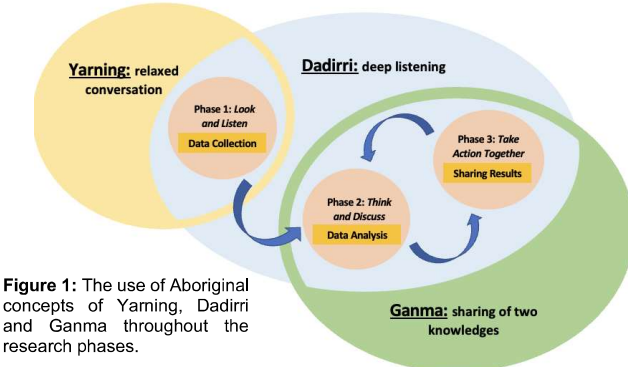 Yarning: relaxed
conversation
Dadirri: deep listening
Phase 1: Look
and Listen
Data Collection
Phase 3: Take
Action Together
Sharing Results
Phase 2: Think
and Discuss
Data Analysis
Ganma: sharing of two
knowledges
Figure 1: The use of Aboriginal
concepts of Yarning, Dadirri
and Ganma throughout the
research phases.